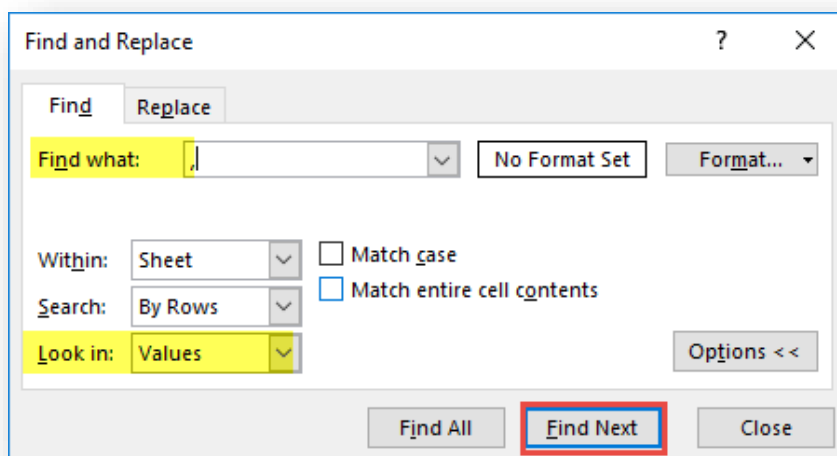 Find and Replace ?
Find Replace
Find what: , No Format Set Format...
Within: Sheet Match case
Search: By Rows Match entire cell contents
Look in: Values Options <<
Find All Find Next Close